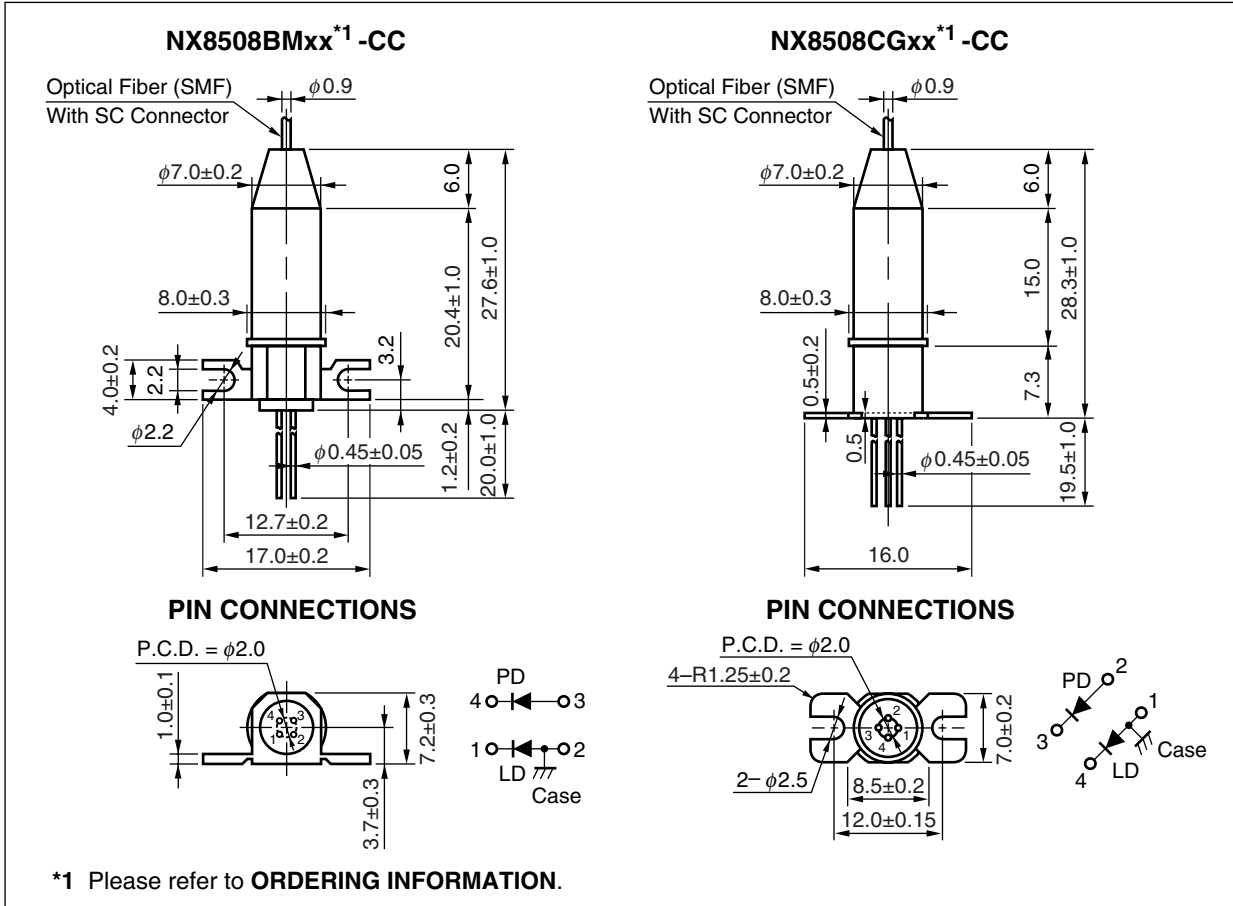 NX8508BMxx*1 -CC
Optical Fiber (SMF)
With SC Connector
φ0.9
φ7.0±0.2
6.0
20.4±1.0
27.6±1.0
8.0±0.3
3.2
4.0±0.2
2.2
φ2.2
φ0.45±0.05
1.2±0.2
20.0±1.0
12.7±0.2
17.0±0.2
PIN CONNECTIONS
P.C.D. = φ2.0
1.0±0.1
4 3
1 2
7.2±0.3
3.7±0.3
PD
4 3
1 2
LD
Case
NX8508CGxx*1 -CC
Optical Fiber (SMF)
With SC Connector
φ0.9
φ7.0±0.2
6.0
15.0
28.3±1.0
8.0±0.3
0.5±0.2
7.3
0.5
φ0.45±0.05
19.5±1.0
16.0
PIN CONNECTIONS
P.C.D. = φ2.0
4–R1.25±0.2
2
3 1
4
7.0±0.2
2– φ2.5
8.5±0.2
12.0±0.15
PD
2
1
3
Case
4
LD
*1 Please refer to ORDERING INFORMATION.